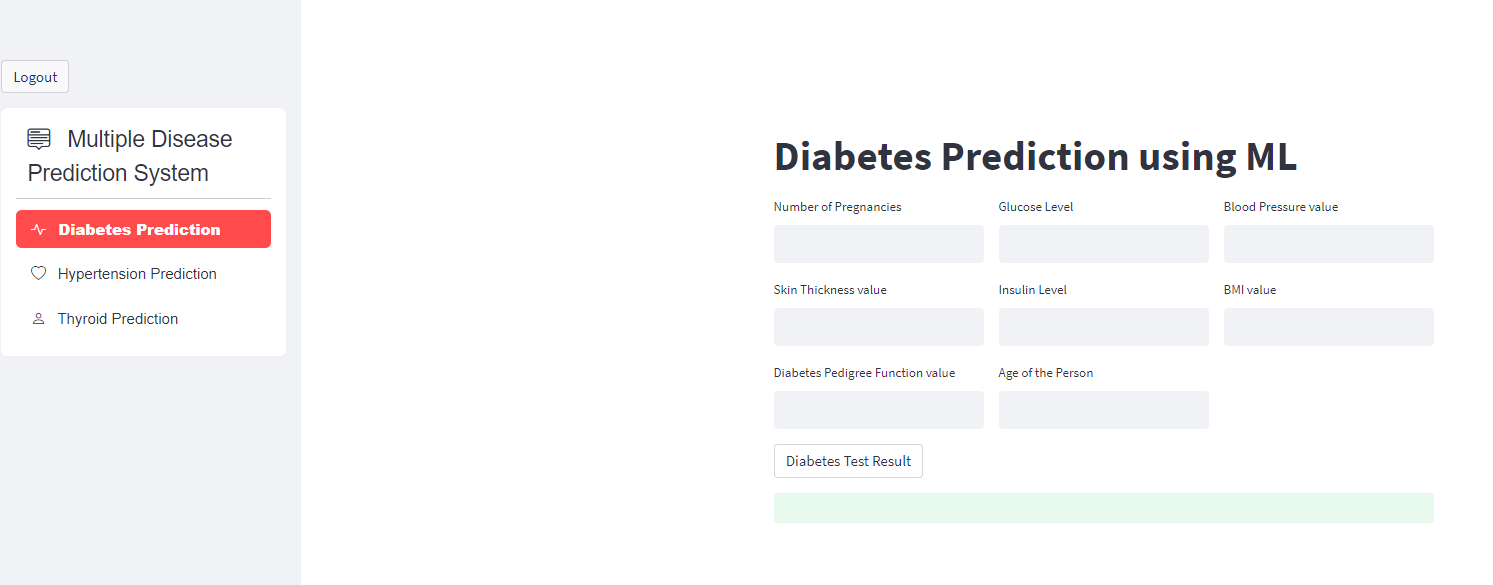 Logout
Multiple Disease
Prediction System
Diabetes Prediction
Hypertension Prediction
Thyroid Prediction
Diabetes Prediction using ML
Number of Pregnancies
Glucose Level
Blood Pressure value
Skin Thickness value
Insulin Level
BMI value
Diabetes Pedigree Function value
Age of the Person
Diabetes Test Result